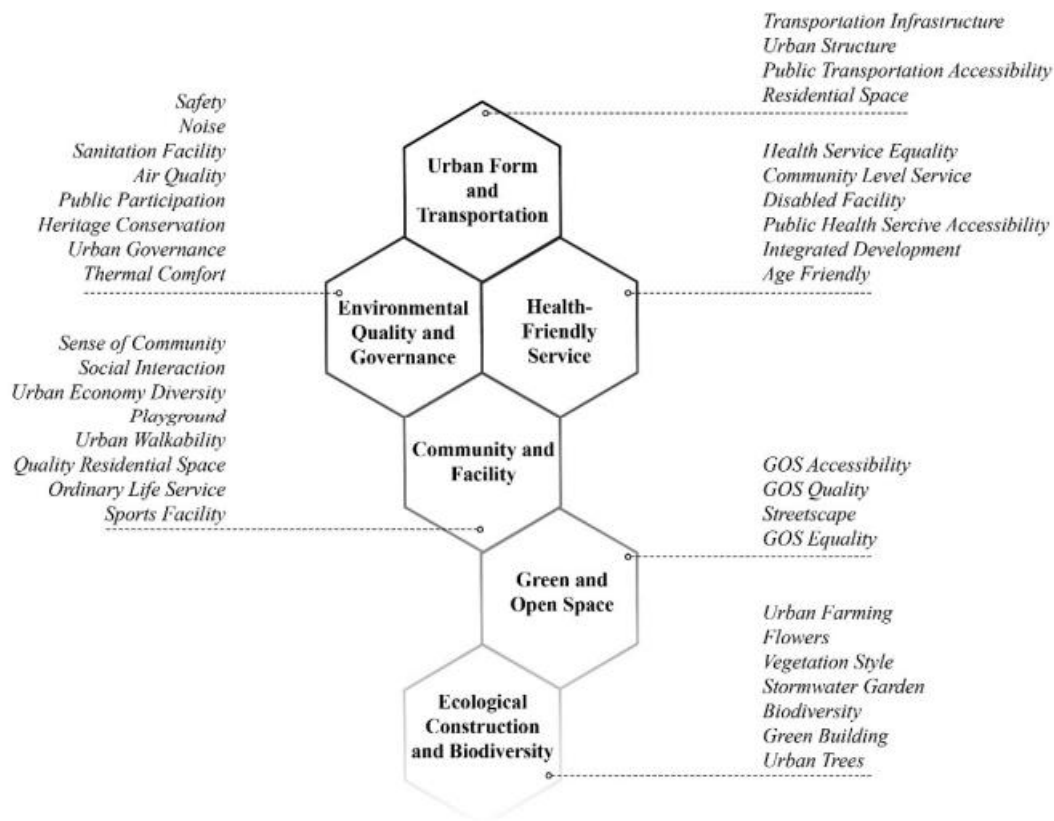 Transportation Infrastructure
Urban Structure
Public Transportation Accessibility
Residential Space
Safety
Noise
Sanitation Facility
Air Quality
Public Participation
Heritage Conservation
Urban Governance
Thermal Comfort
Urban Form
and
Transportation
Health Service Equality
Community Level Service
Disabled Facility
Public Health Sercive Accessibility
Integrated Development
Age Friendly
Environmental
Quality and
Governance
Health-
Friendly
Service
Sense of Community
Social Interaction
Urban Economy Diversity
Playground
Urban Walkability
Quality Residential Space
Ordinary Life Service
Sports Facility
Community and
Facility
GOS Accessibility
GOS Quality
Streetscape
GOS Equality
Green and
Open Space
Urban Farming
Flowers
Vegetation Style
Stormwater Garden
Biodiversity
Green Building
Urban Trees
Ecological
Construction
and Biodiversity